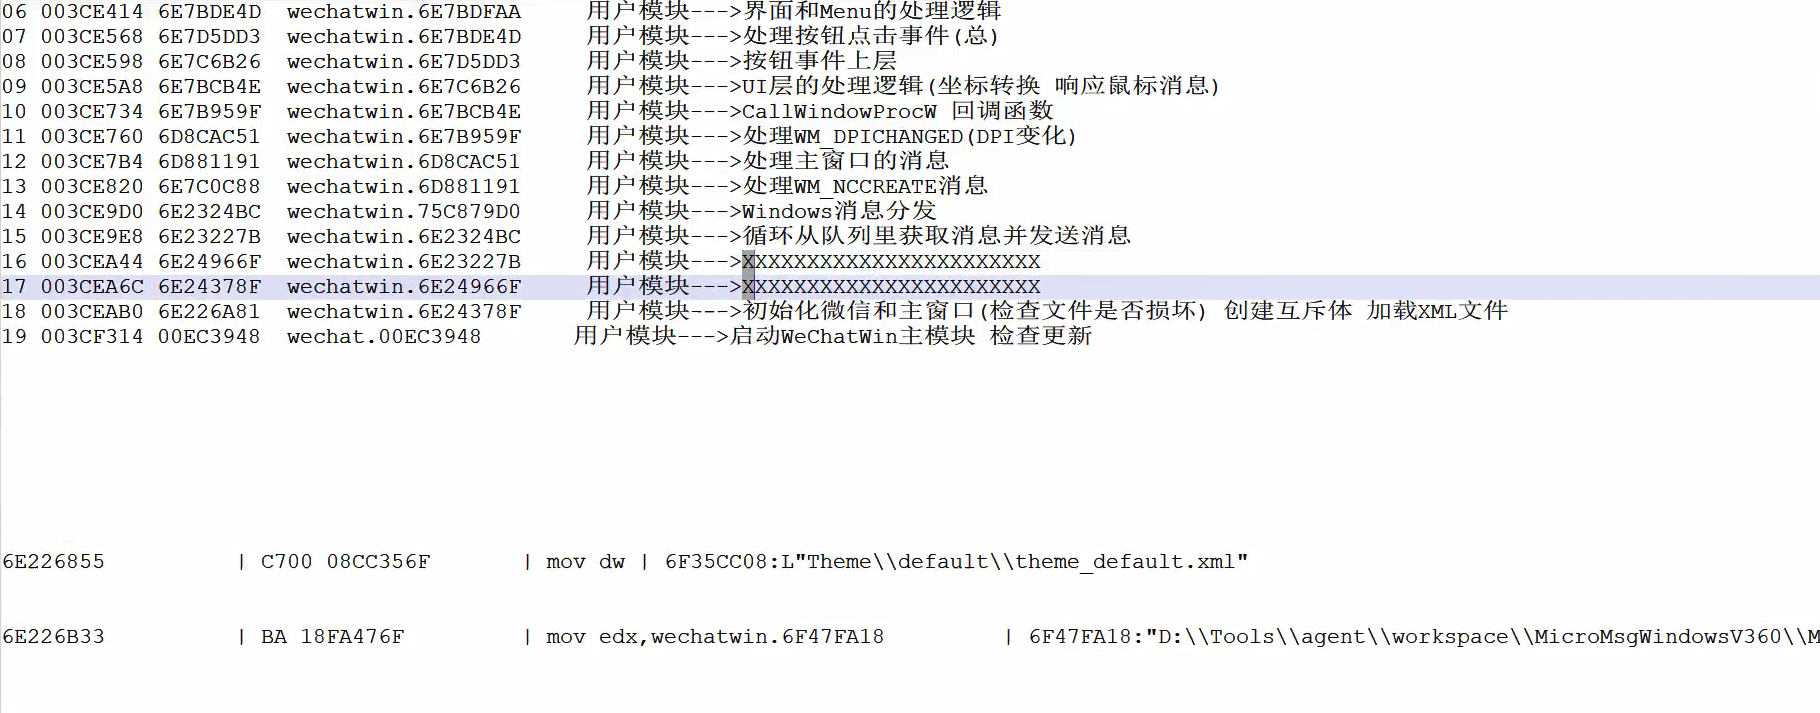 06 003CE414 6E7BDE4D  wechatwin.6E7BDFAA     用户模块--->界面和Menu的处理逻辑
07 003CE568 6E7D5DD3  wechatwin.6E7BDE4D     用户模块--->处理按钮点击事件(总)
08 003CE598 6E7C6B26  wechatwin.6E7D5DD3     用户模块--->按钮事件上层
09 003CE5A8 6E7BCB4E  wechatwin.6E7C6B26     用户模块--->UI层的处理逻辑(坐标转换 响应鼠标消息)
10 003CE734 6E7B959F  wechatwin.6E7BCB4E     用户模块--->CallWindowProcW 回调函数
11 003CE760 6D8CAC51  wechatwin.6E7B959F     用户模块--->处理WM_DPICHANGED(DPI变化)
12 003CE7B4 6D881191  wechatwin.6D8CAC51     用户模块--->处理主窗口的消息
13 003CE820 6E7C0C88  wechatwin.6D881191     用户模块--->处理WM_NCCREATE消息
14 003CE9D0 6E2324BC  wechatwin.75C879D0     用户模块--->Windows消息分发
15 003CE9E8 6E23227B  wechatwin.6E2324BC     用户模块--->循环从队列里获取消息并发送消息
16 003CEA44 6E24966F  wechatwin.6E23227B     用户模块--->XXXXXXXXXXXXXXXXXXXXXXX
17 003CEA6C 6E24378F  wechatwin.6E24966F     用户模块--->XXXXXXXXXXXXXXXXXXXXXXX
18 003CEAB0 6E226A81  wechatwin.6E24378F     用户模块--->初始化微信和主窗口(检查文件是否损坏) 创建互斥体 加载XML文件
19 003CF314 00EC3948  wechat.00EC3948       用户模块--->启动WeChatWin主模块 检查更新
6E226855 | C700 08CC356F | mov dw | 6F35CC08:L"Theme\\default\\theme_default.xml"
6E226B33 | BA 18FA476F | mov edx,wechatwin.6F47FA18 | 6F47FA18:"D:\\Tools\\agent\\workspace\\MicroMsgWindowsV360\\M